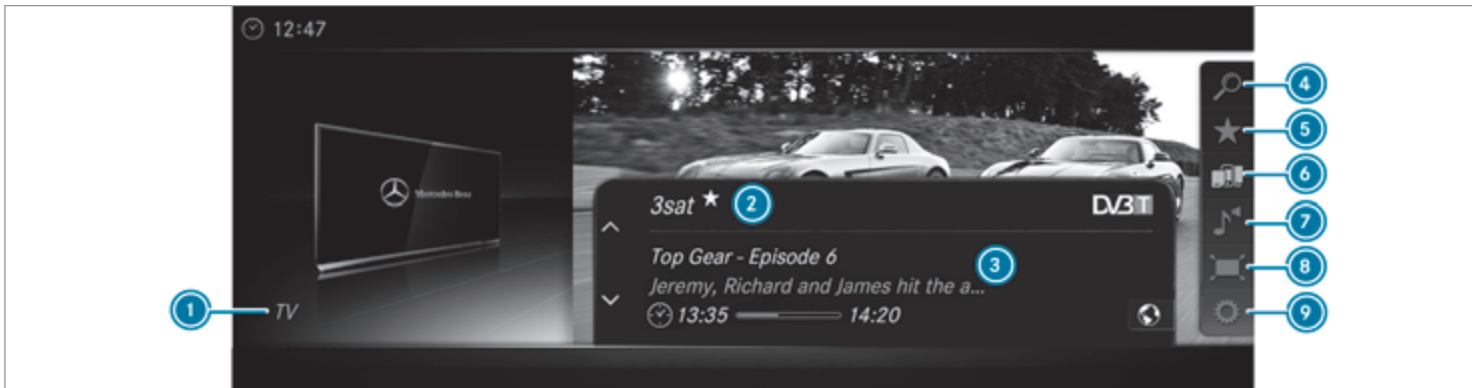 12:47
4
5
Mercedes-Benz
6
3sat ★ 2
DVB T
7
Top Gear - Episode 6
3
Jeremy, Richard and James hit the a...
8
1
TV
13:35
14:20
9